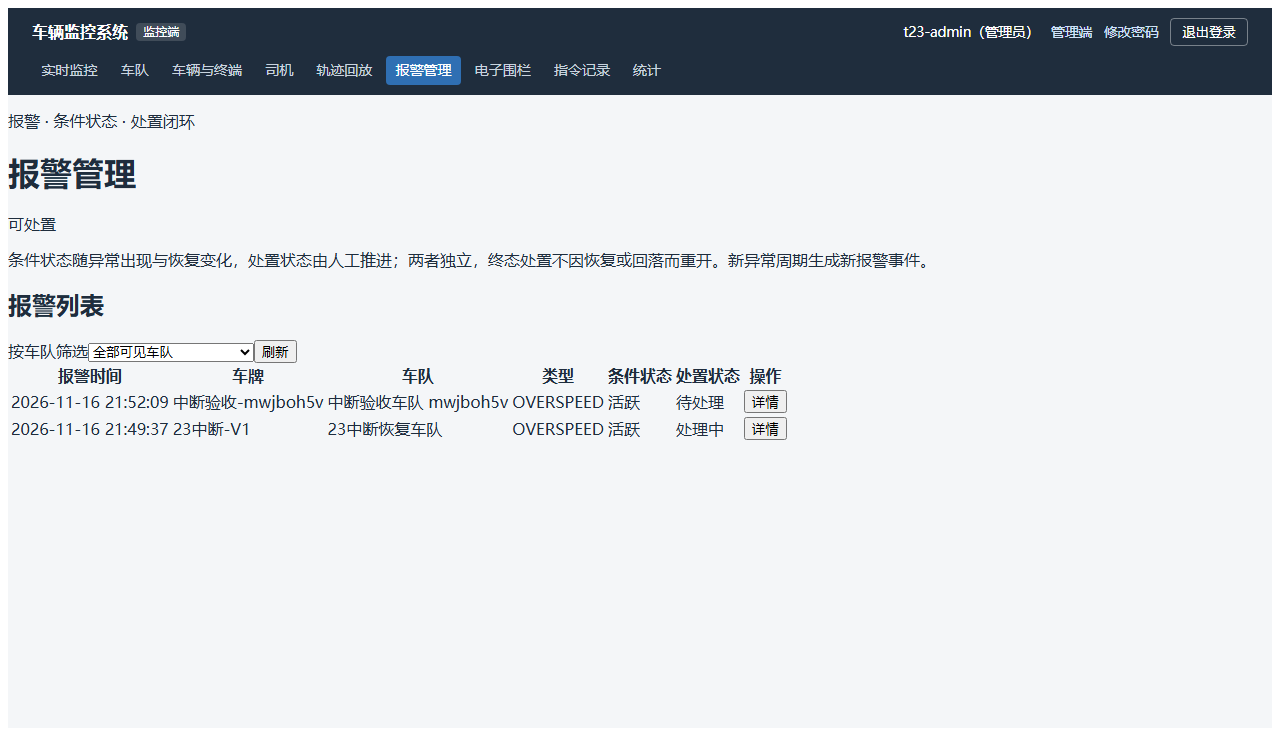 车辆监控系统 监控端 t23-admin（管理员） 管理端 修改密码 退出登录
实时监控 车队 车辆与终端 司机 轨迹回放 报警管理 电子围栏 指令记录 统计
报警 · 条件状态 · 处置闭环
报警管理
可处置
条件状态随异常出现与恢复变化，处置状态由人工推进；两者独立，终态处置不因恢复或回落而重开。新异常周期生成新报警事件。
报警列表
按车队筛选 全部可见车队 刷新
报警时间 车牌 车队 类型 条件状态 处置状态 操作
2026-11-16 21:52:09 中断验收-mwjboh5v 中断验收车队 mwjboh5v OVERSPEED 活跃 待处理 详情
2026-11-16 21:49:37 23中断-V1 23中断恢复车队 OVERSPEED 活跃 处理中 详情